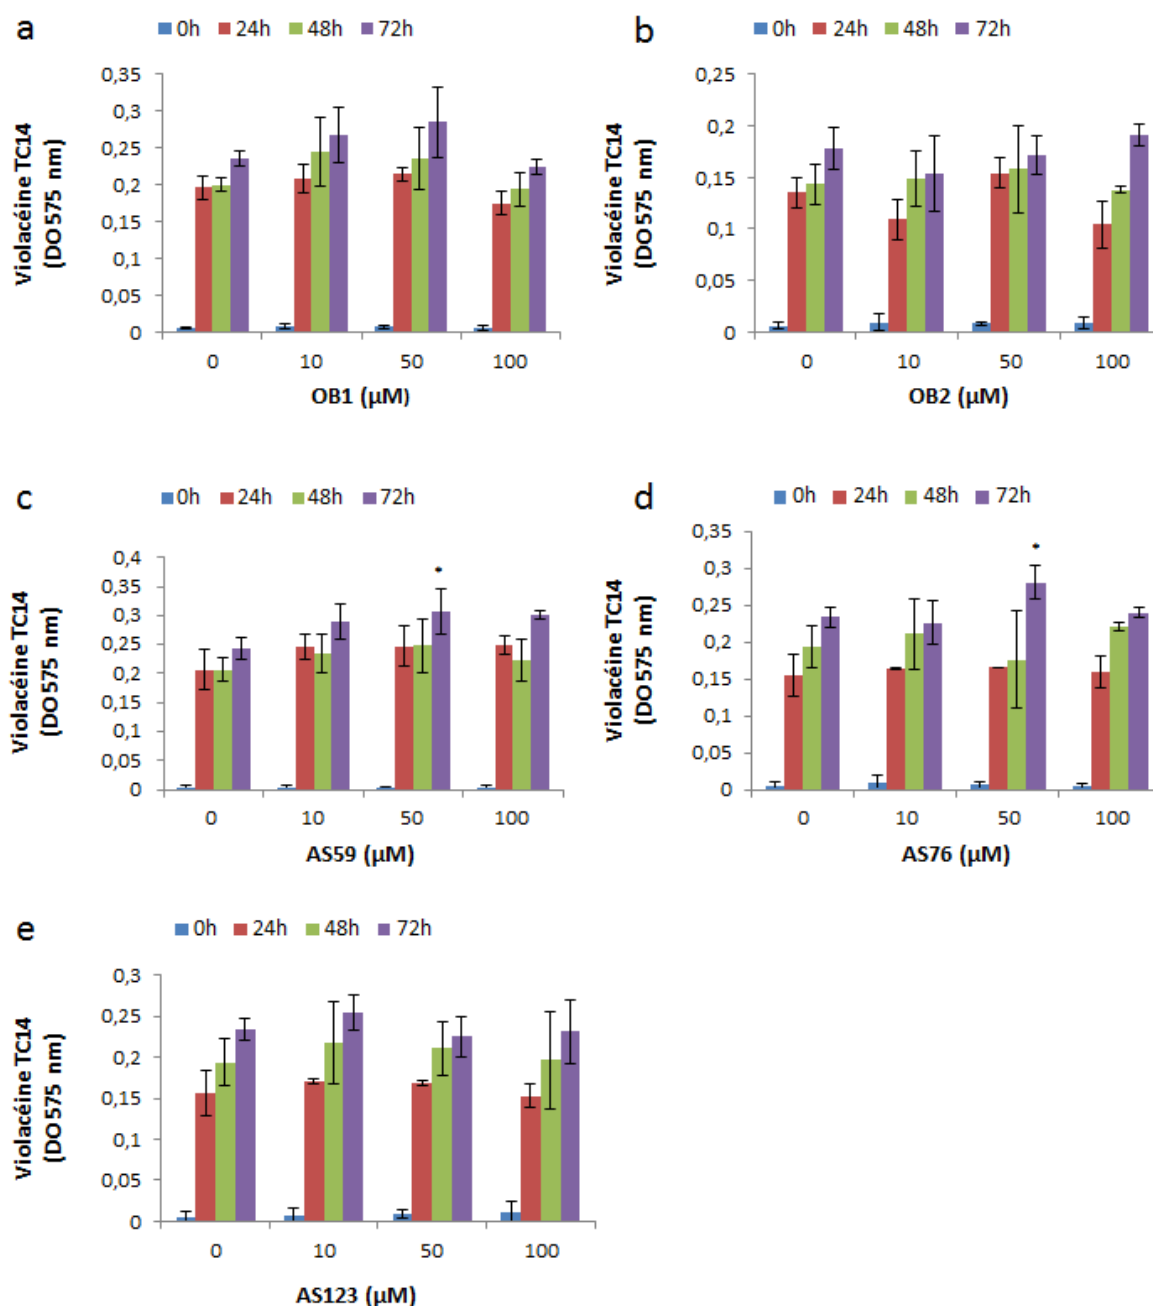 a
0h 24h 48h 72h
Violacéine TC14
(DO575 nm)
0,35
0,3
0,25
0,2
0,15
0,1
0,05
0
0 10 50 100
OB1 (µM)
b
0h 24h 48h 72h
Violacéine TC14
(DO575 nm)
0,25
0,2
0,15
0,1
0,05
0
0 10 50 100
OB2 (µM)
c
0h 24h 48h 72h
Violacéine TC14
(DO575 nm)
0,4
0,35
0,3
0,25
0,2
0,15
0,1
0,05
0
*
0 10 50 100
AS59 (µM)
d
0h 24h 48h 72h
Violacéine TC14
(DO575 nm)
0,35
0,3
0,25
0,2
0,15
0,1
0,05
0
*
0 10 50 100
AS76 (µM)
e
0h 24h 48h 72h
Violacéine TC14
(DO575 nm)
0,3
0,25
0,2
0,15
0,1
0,05
0
0 10 50 100
AS123 (µM)